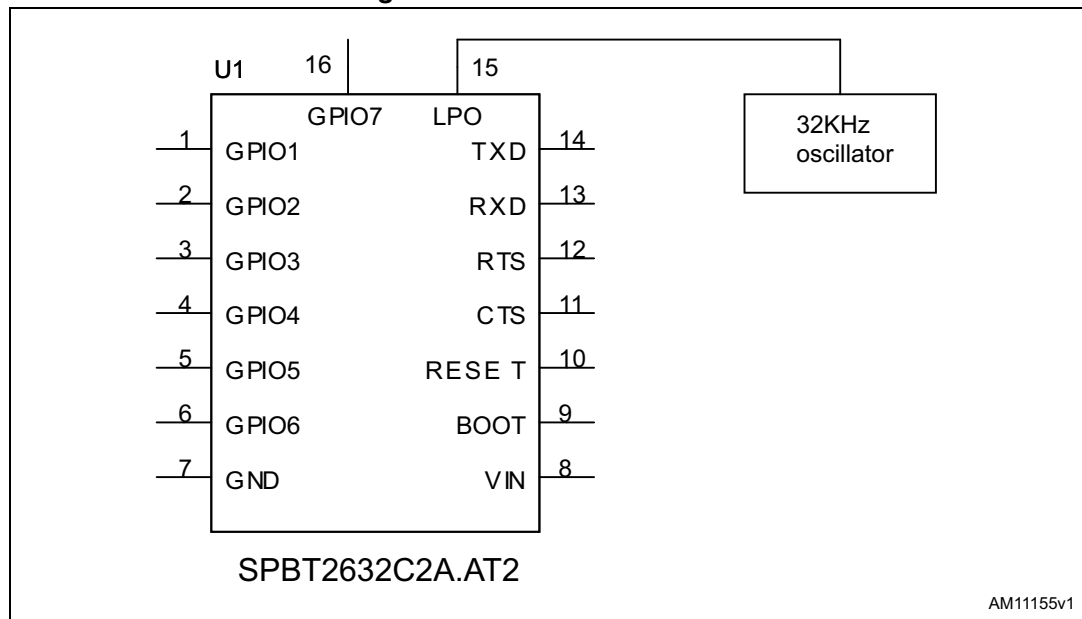 U1
16
15
GPIO7
LPO
32KHz
oscillator
1
GPIO1
TXD
14
2
GPIO2
RXD
13
3
GPIO3
RTS
12
4
GPIO4
CTS
11
5
GPIO5
RESE T
10
6
GPIO6
BOOT
9
7
GND
VIN
8
SPBT2632C2A.AT2
AM11155v1